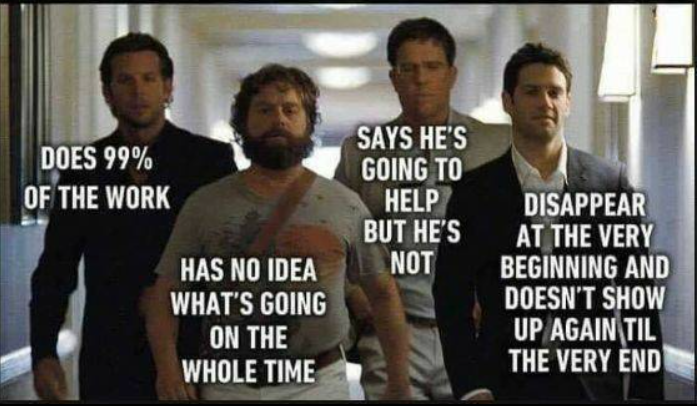 DOES 99%
OF THE WORK
HAS NO IDEA
WHAT'S GOING
ON THE
WHOLE TIME
SAYS HE'S
GOING TO
HELP
BUT HE'S
NOT
DISAPPEAR
AT THE VERY
BEGINNING AND
DOESN'T SHOW
UP AGAIN TIL
THE VERY END